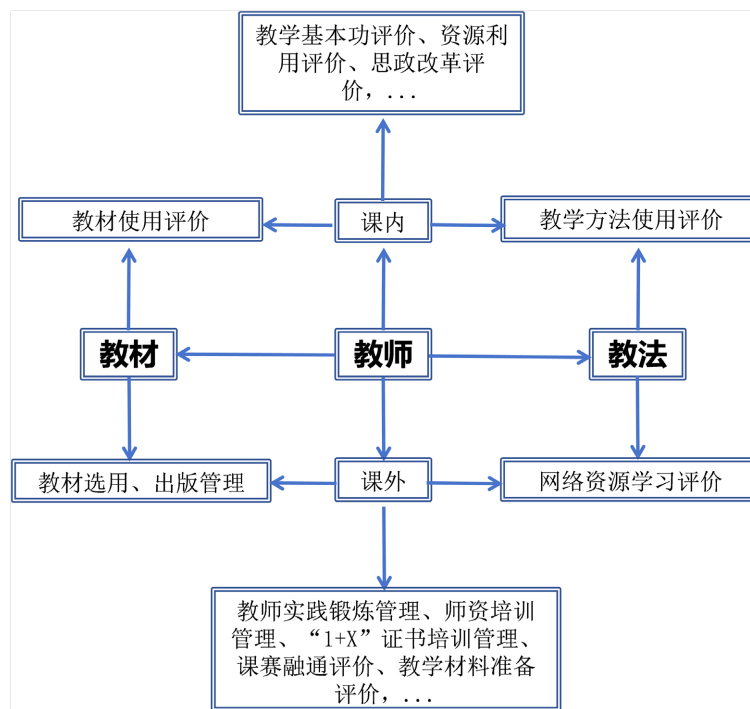 教学基本功评价、资源利
用评价、思政改革评
价，...
教材使用评价
课内
教学方法使用评价
教材
教师
教法
教材选用、出版管理
课外
网络资源学习评价
教师实践锻炼管理、师资培训
管理、“1+X”证书培训管理、
课赛融通评价、教学材料准备
评价，...